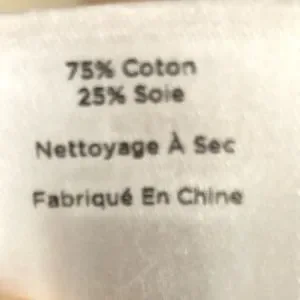 75% Coton
25% Soie
Nettoyage À Sec
Fabriqué En Chine